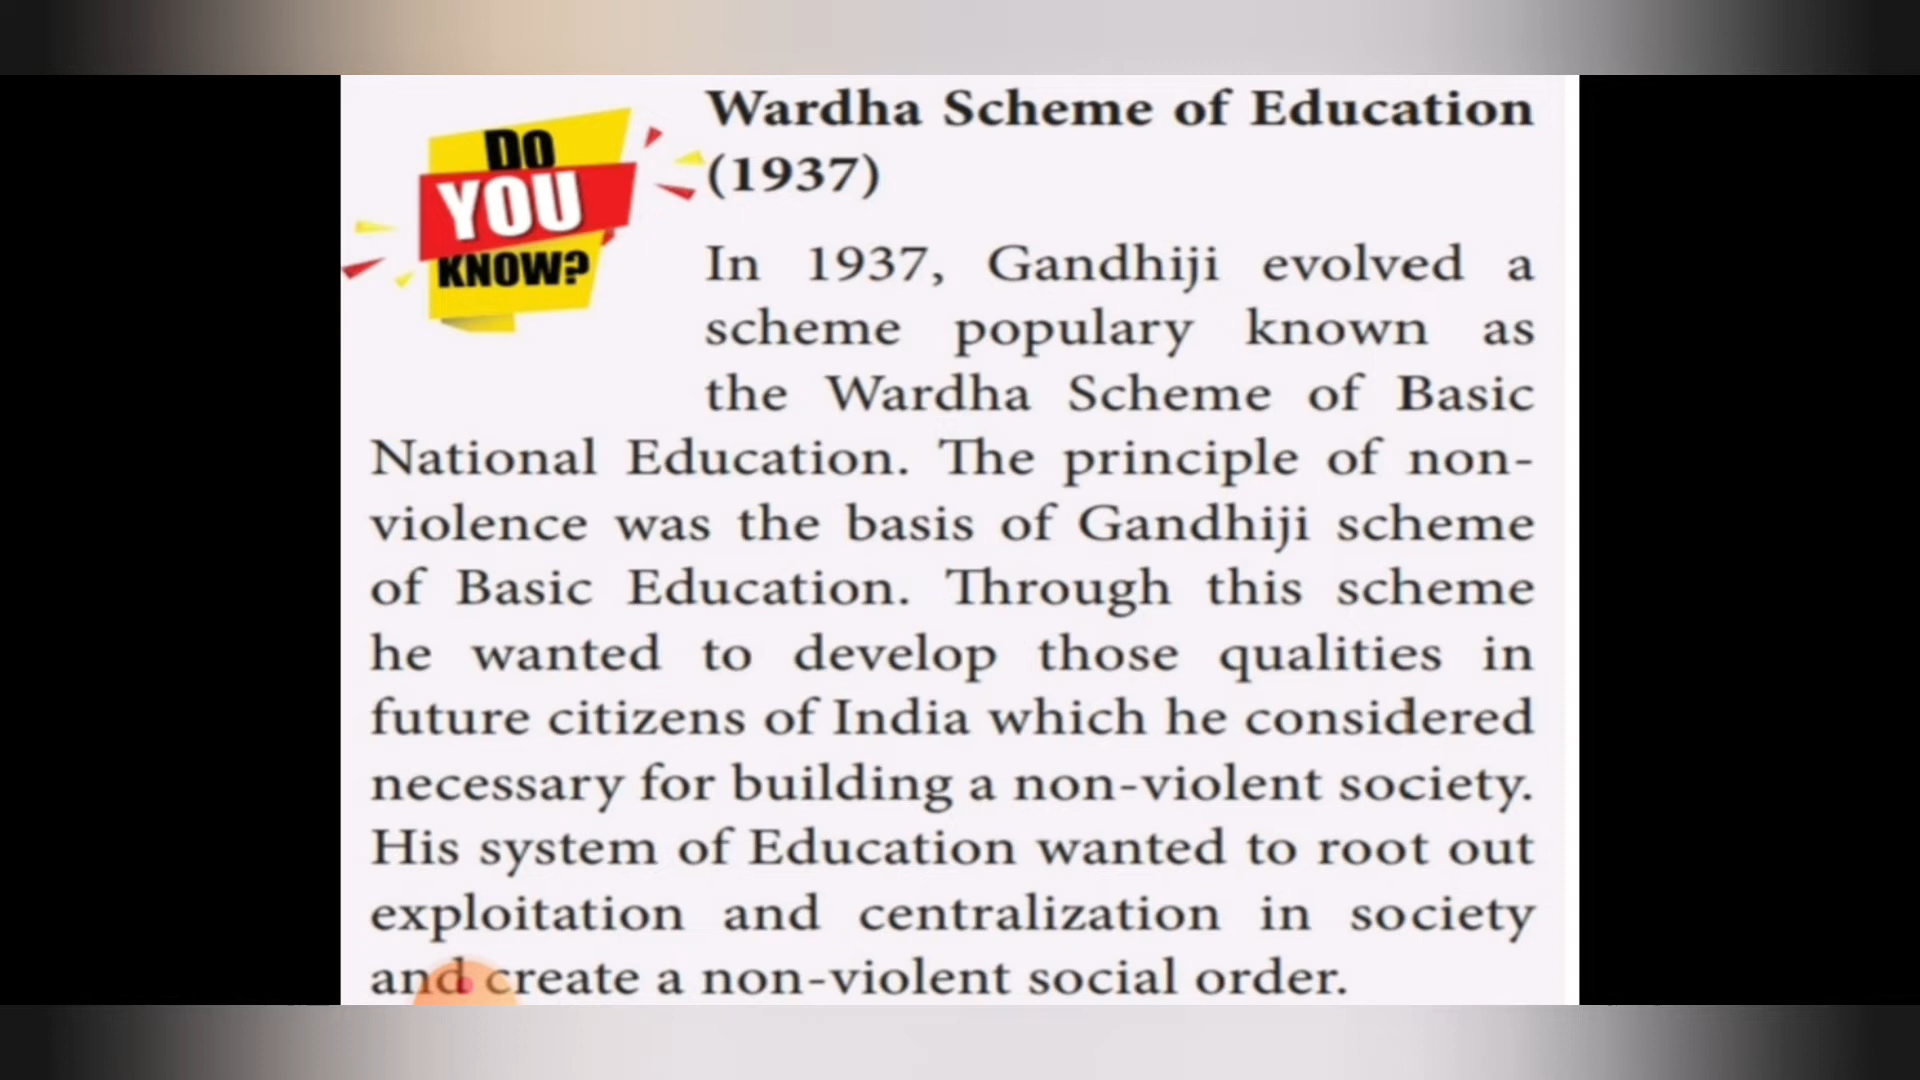 DO
YOU
KNOW?
Wardha Scheme of Education
(1937)
In 1937, Gandhiji evolved a
scheme populary known as
the Wardha Scheme of Basic
National Education. The principle of non-
violence was the basis of Gandhiji scheme
of Basic Education. Through this scheme
he wanted to develop those qualities in
future citizens of India which he considered
necessary for building a non-violent society.
His system of Education wanted to root out
exploitation and centralization in society
and create a non-violent social order.